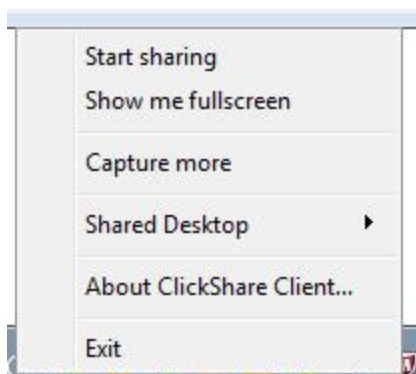 Start sharing
Show me fullscreen
Capture more
Shared Desktop
About ClickShare Client...
Exit